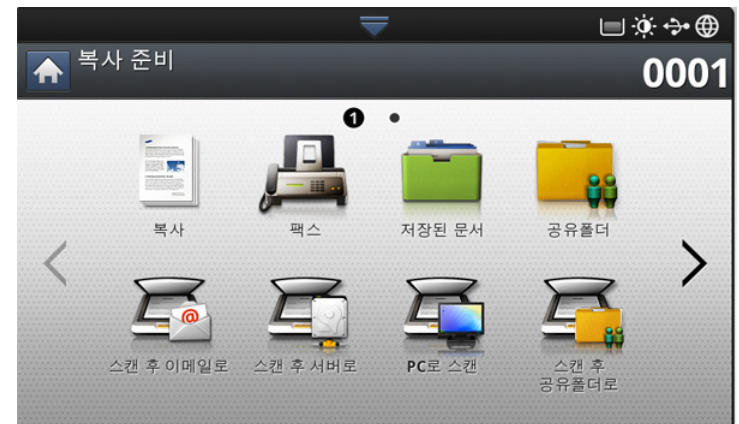 복사 준비
0001
1
복사
팩스
저장된 문서
공유폴더
스캔 후 이메일로
스캔 후 서버로
PC로 스캔
스캔 후
공유폴더로